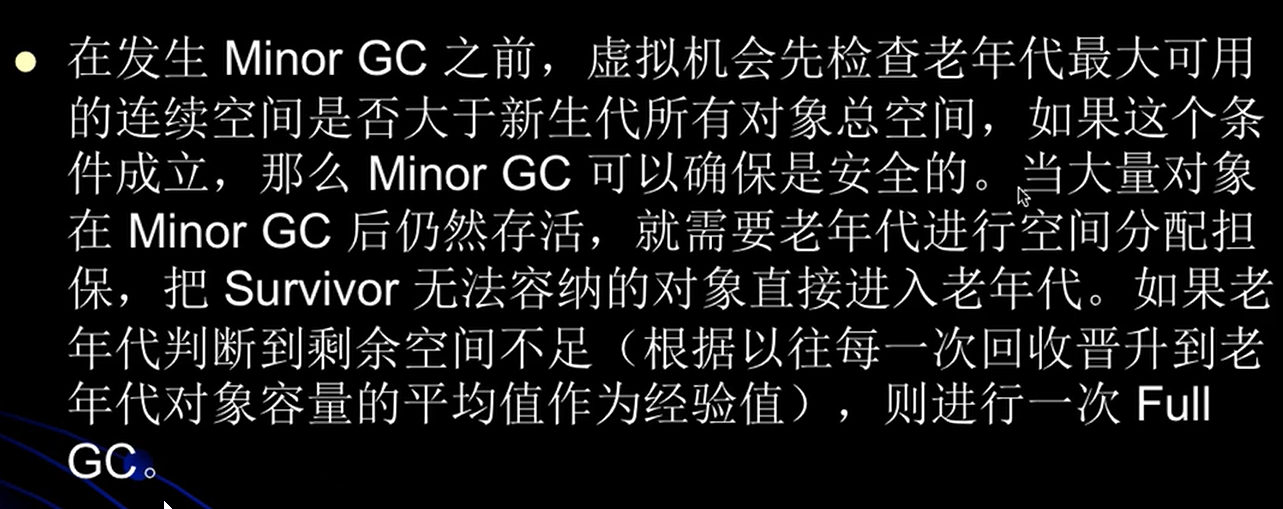 在发生 Minor GC 之前，虚拟机会先检查老年代最大可用
的连续空间是否大于新生代所有对象总空间，如果这个条
件成立，那么 Minor GC 可以确保是安全的。当大量对象
在 Minor GC 后仍然存活，就需要老年代进行空间分配担
保，把 Survivor 无法容纳的对象直接进入老年代。如果老
年代判断到剩余空间不足（根据以往每一次回收晋升到老
年代对象容量的平均值作为经验值），则进行一次 Full
GC。